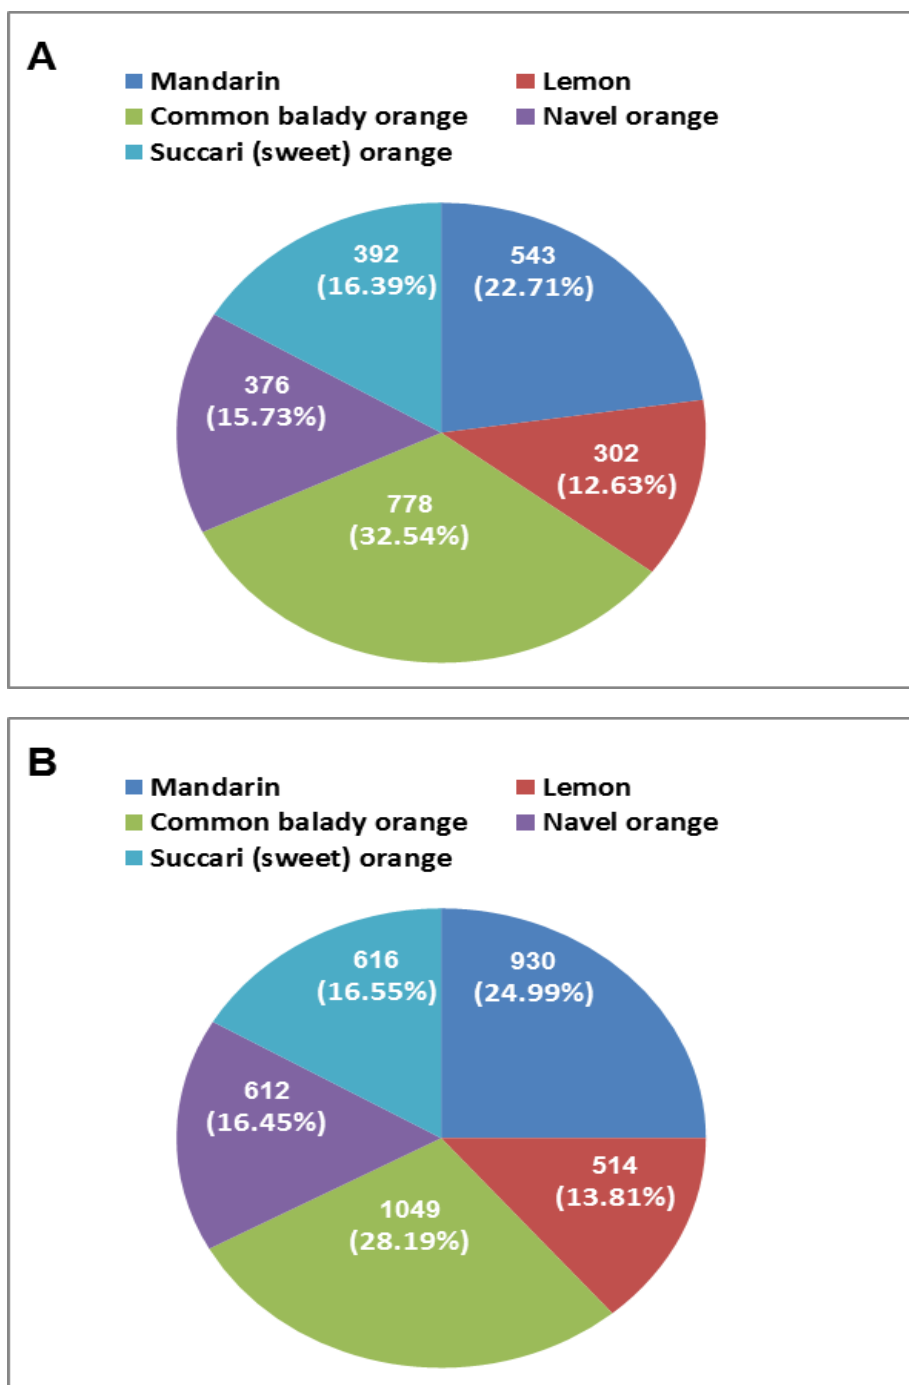 A
Mandarin Lemon
Common balady orange Navel orange
Succari (sweet) orange
392
(16.39%)
543
(22.71%)
376
(15.73%)
302
(12.63%)
778
(32.54%)
B
Mandarin Lemon
Common balady orange Navel orange
Succari (sweet) orange
616
(16.55%)
930
(24.99%)
612
(16.45%)
514
(13.81%)
1049
(28.19%)